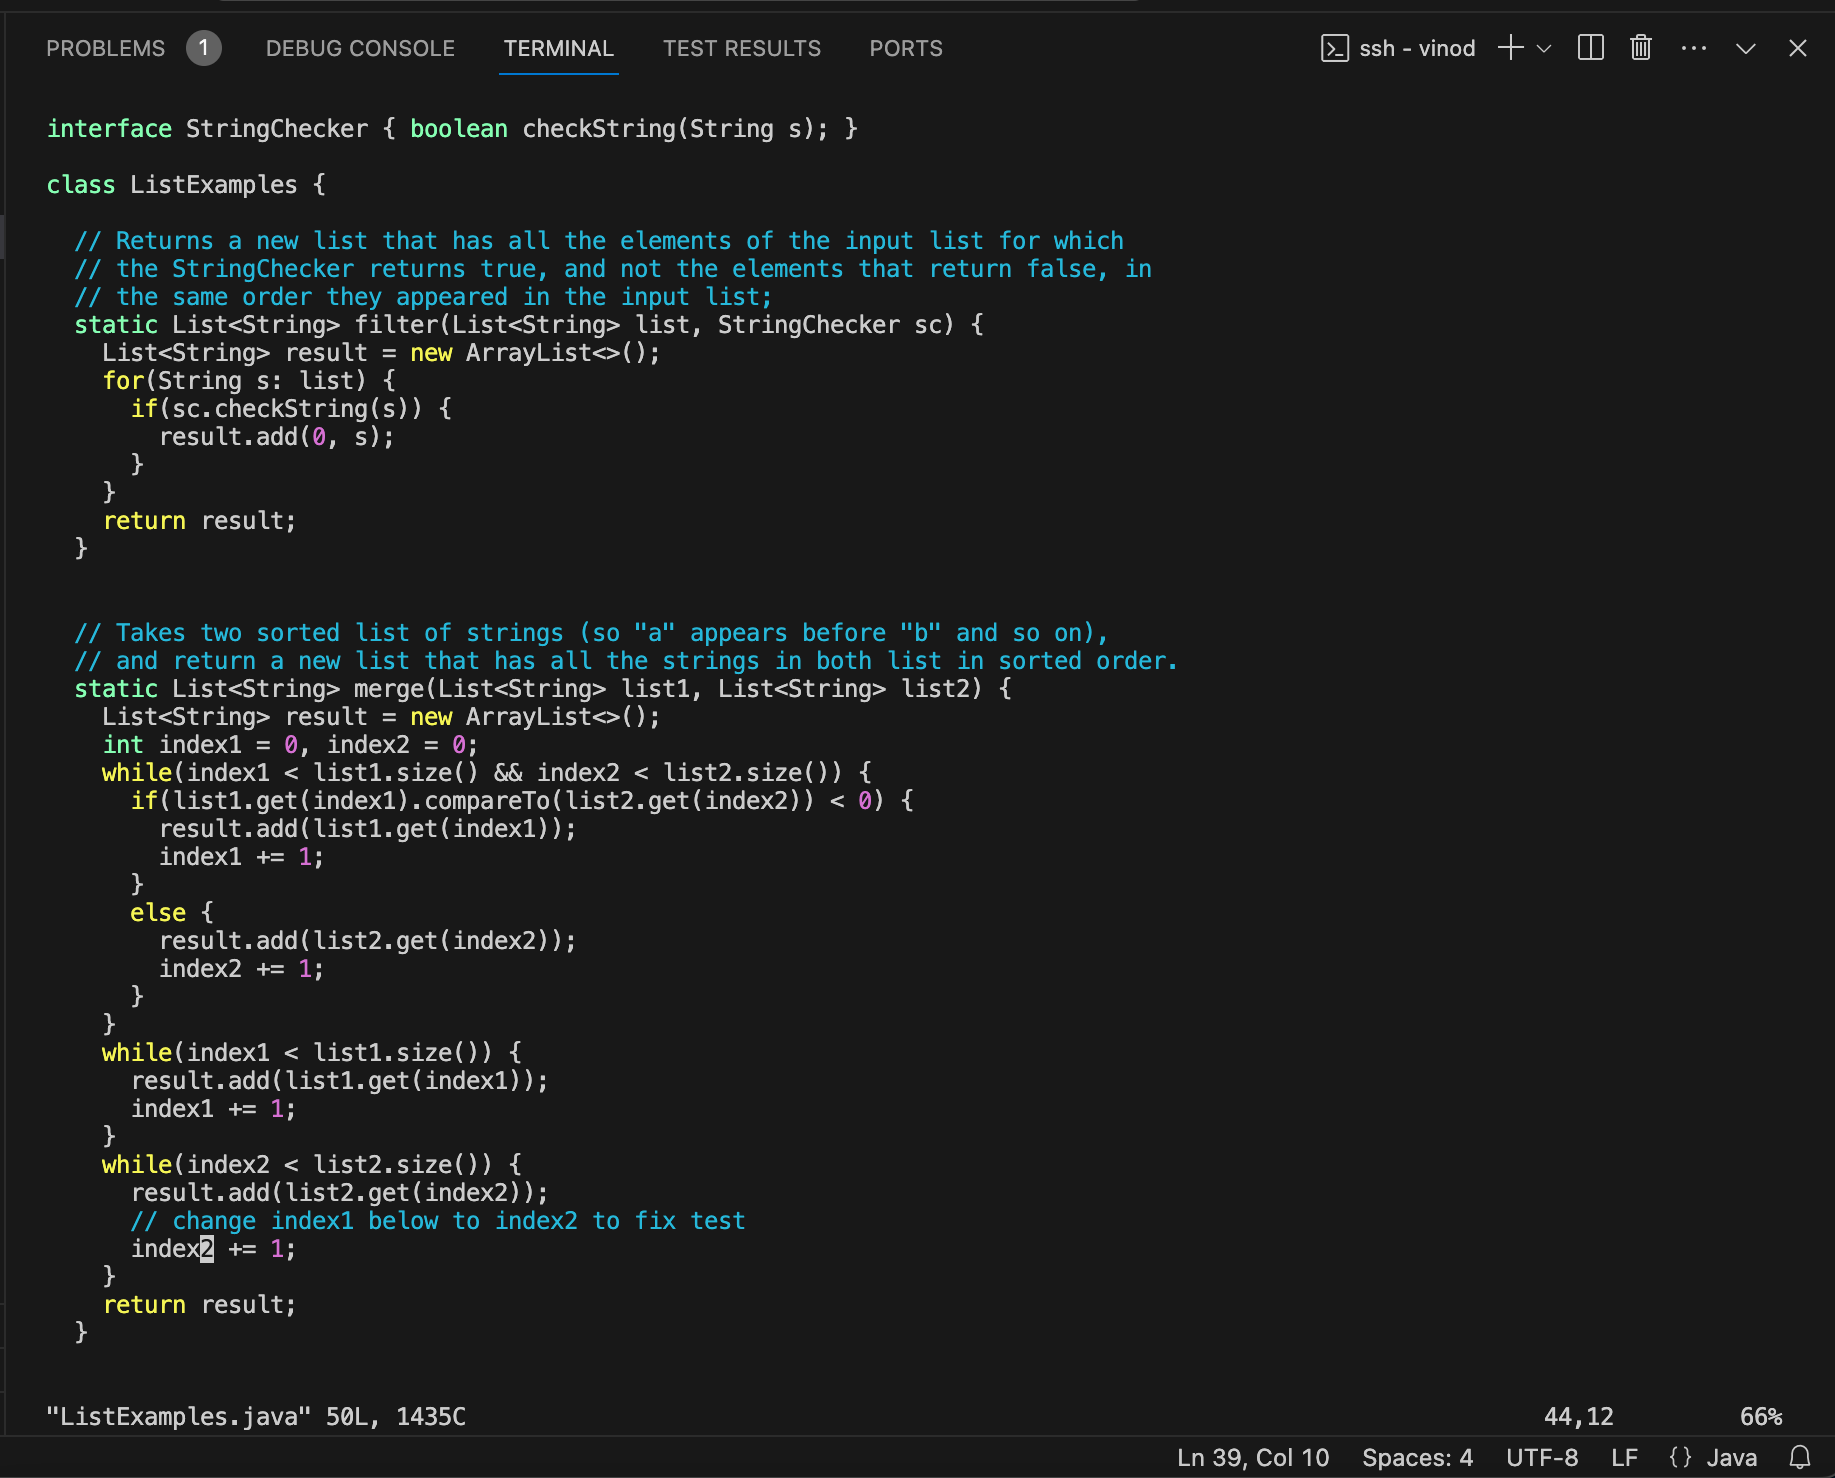 PROBLEMS 1 DEBUG CONSOLE TERMINAL TEST RESULTS PORTS ssh - vinod
interface StringChecker { boolean checkString(String s); }
class ListExamples {
  // Returns a new list that has all the elements of the input list for which
  // the StringChecker returns true, and not the elements that return false, in
  // the same order they appeared in the input list;
  static List<String> filter(List<String> list, StringChecker sc) {
    List<String> result = new ArrayList<>();
    for(String s: list) {
      if(sc.checkString(s)) {
        result.add(0, s);
      }
    }
    return result;
  }
  // Takes two sorted list of strings (so "a" appears before "b" and so on),
  // and return a new list that has all the strings in both list in sorted order.
  static List<String> merge(List<String> list1, List<String> list2) {
    List<String> result = new ArrayList<>();
    int index1 = 0, index2 = 0;
    while(index1 < list1.size() && index2 < list2.size()) {
      if(list1.get(index1).compareTo(list2.get(index2)) < 0) {
        result.add(list1.get(index1));
        index1 += 1;
      }
      else {
        result.add(list2.get(index2));
        index2 += 1;
      }
    }
    while(index1 < list1.size()) {
      result.add(list1.get(index1));
      index1 += 1;
    }
    while(index2 < list2.size()) {
      result.add(list2.get(index2));
      // change index1 below to index2 to fix test
      index2 += 1;
    }
    return result;
  }
"ListExamples.java" 50L, 1435C 44,12 66%
Ln 39, Col 10 Spaces: 4 UTF-8 LF {} Java